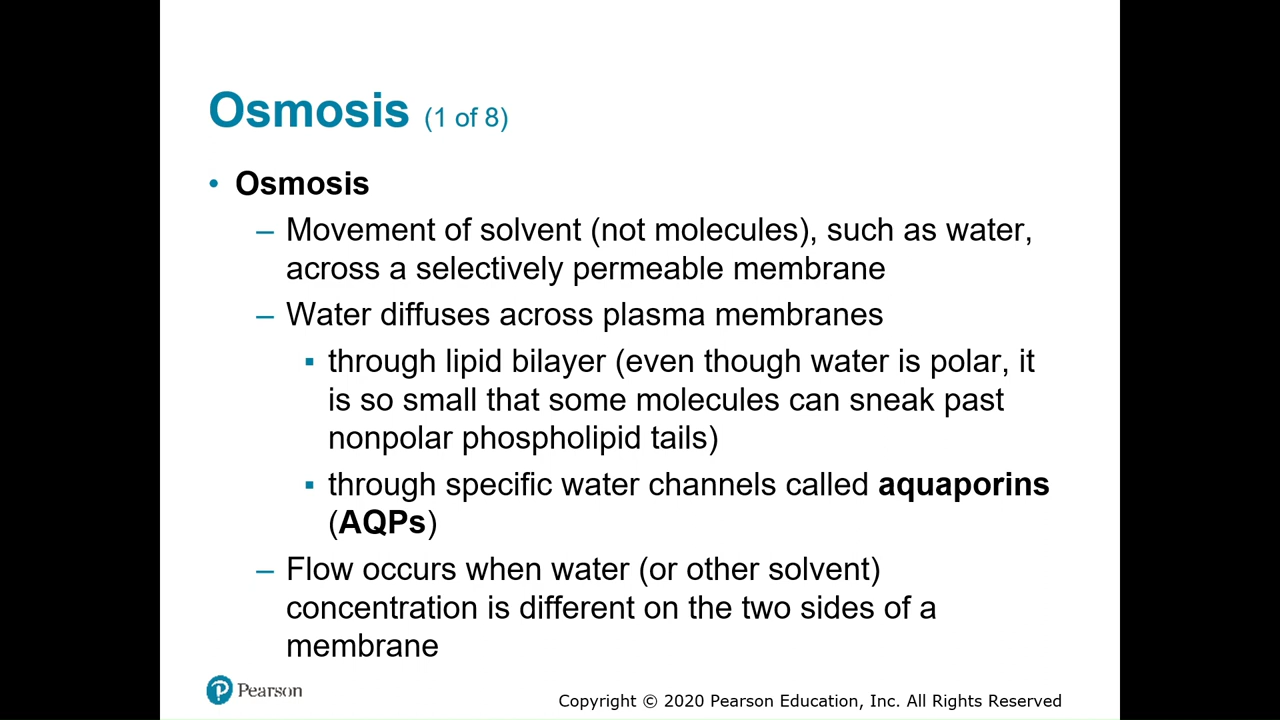 Osmosis (1 of 8)
• Osmosis
– Movement of solvent (not molecules), such as water,
across a selectively permeable membrane
– Water diffuses across plasma membranes
▪ through lipid bilayer (even though water is polar, it
is so small that some molecules can sneak past
nonpolar phospholipid tails)
▪ through specific water channels called aquaporins
(AQPs)
– Flow occurs when water (or other solvent)
concentration is different on the two sides of a
membrane
Pearson
Copyright © 2020 Pearson Education, Inc. All Rights Reserved